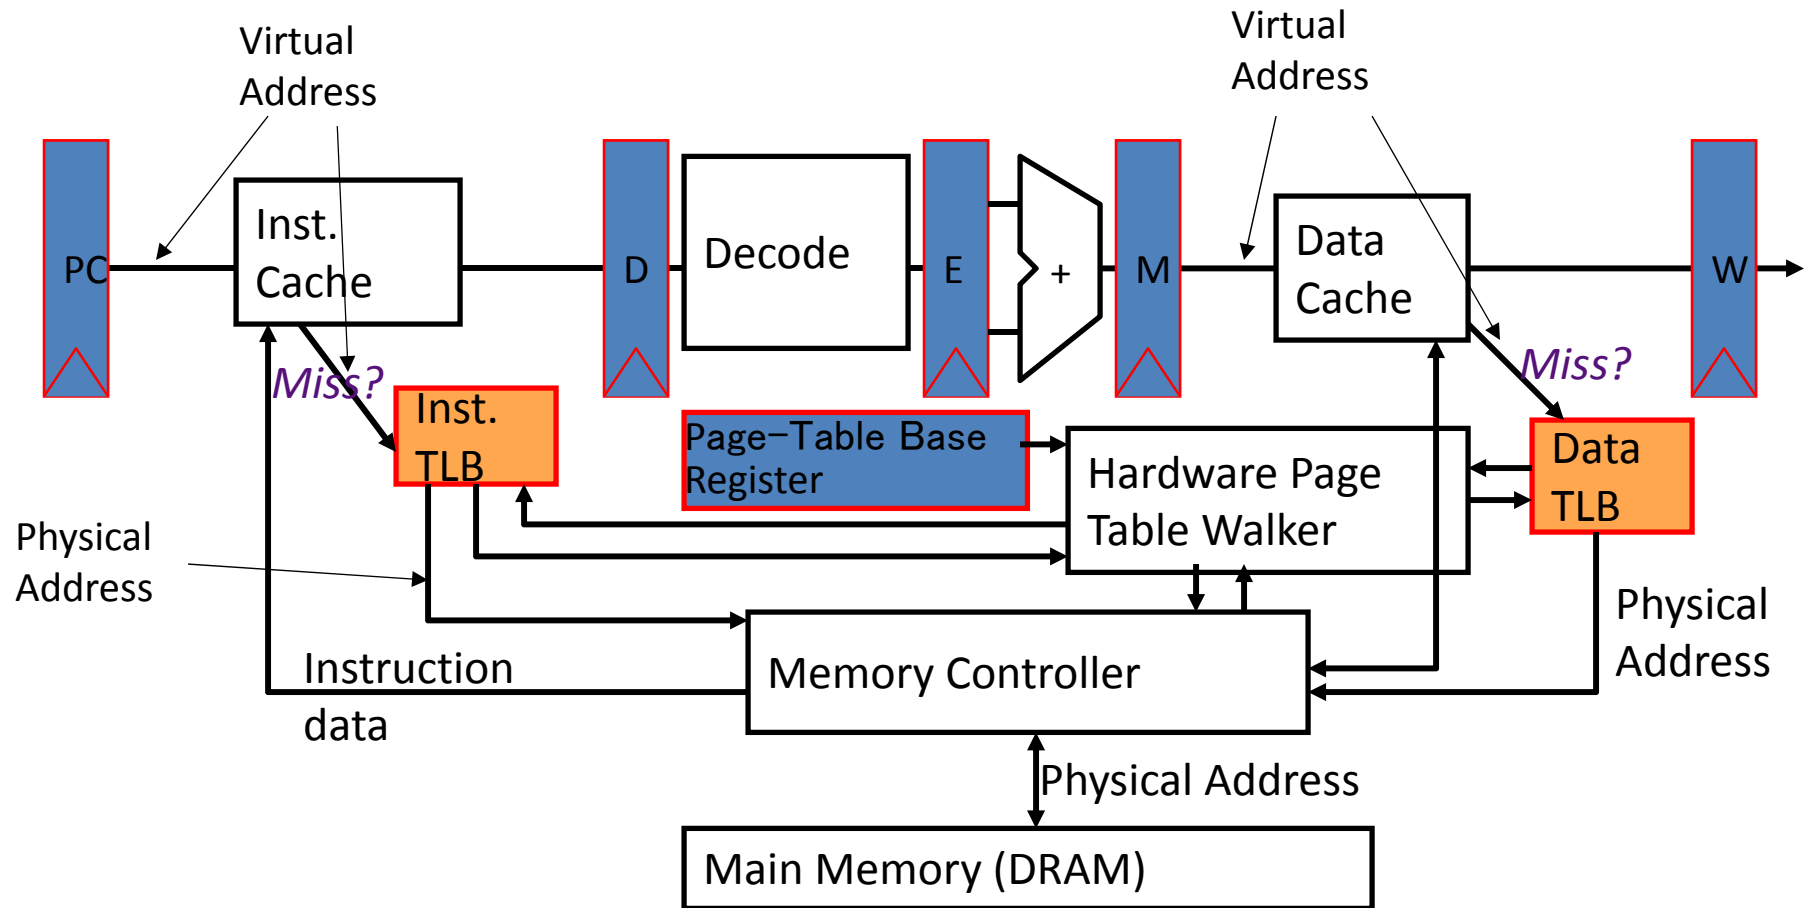 Virtual
Address
Virtual
Address
PC
Inst.
Cache
D
Decode
E
+
M
Data
Cache
W
Miss?
Miss?
Inst.
TLB
Page-Table Base
Register
Hardware Page
Table Walker
Data
TLB
Physical
Address
Physical
Address
Instruction
data
Memory Controller
Physical Address
Main Memory (DRAM)